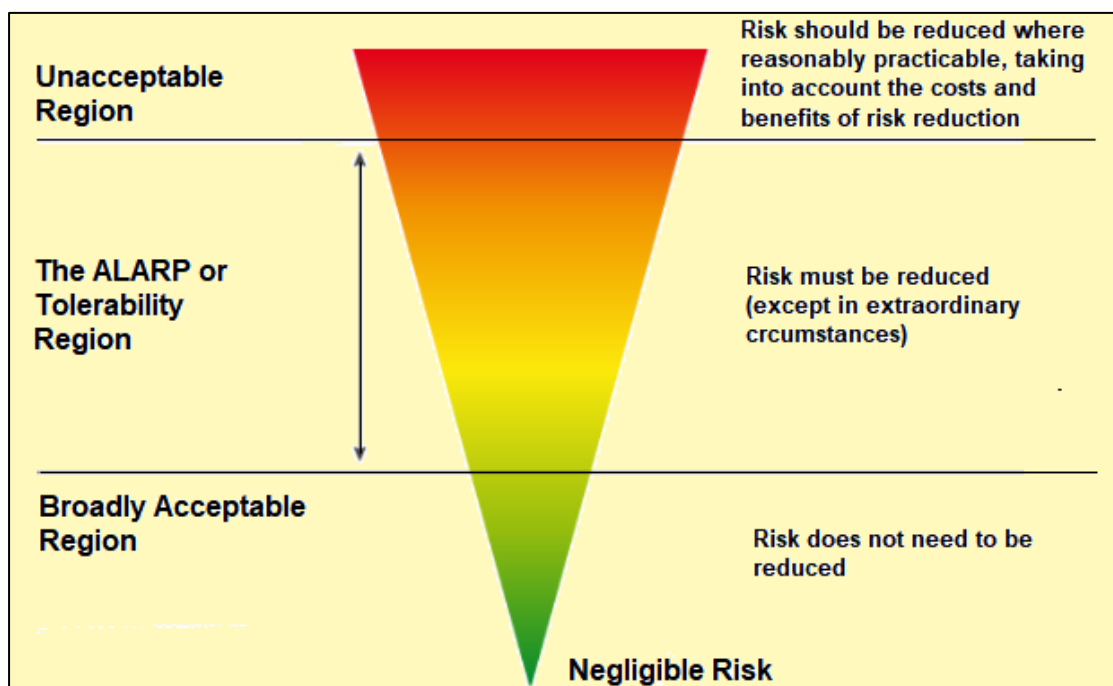 Unacceptable
Region
Risk should be reduced where
reasonably practicable, taking
into account the costs and
benefits of risk reduction
The ALARP or
Tolerability
Region
Risk must be reduced
(except in extraordinary
crcumstances)
Broadly Acceptable
Region
Risk does not need to be
reduced
Negligible Risk